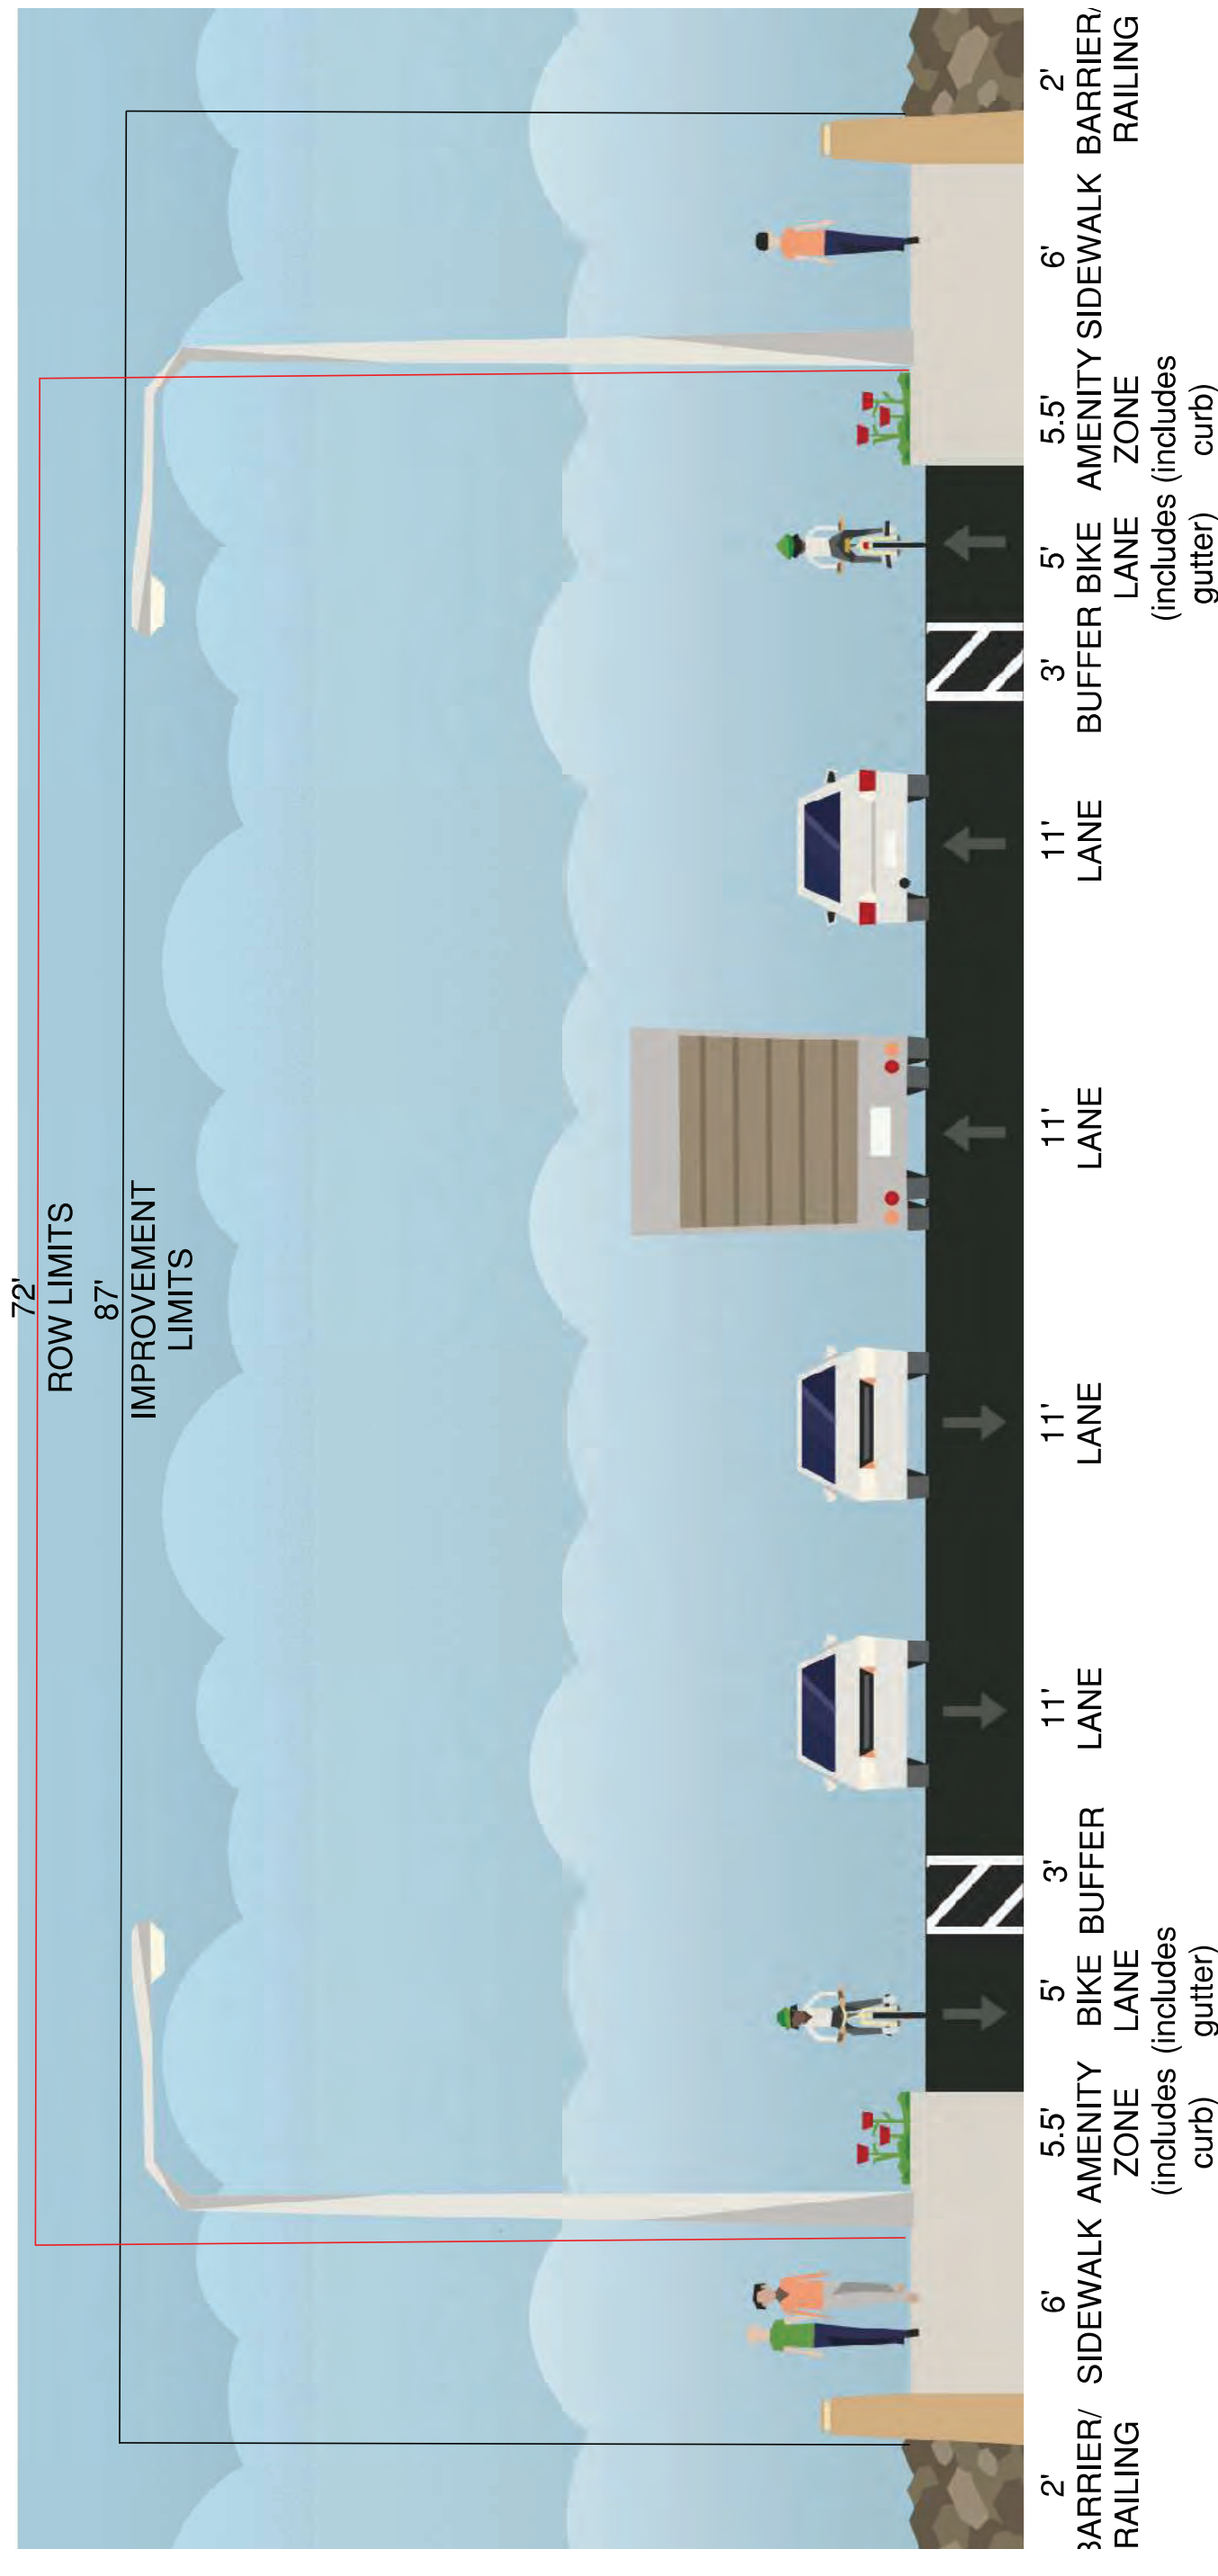 72'
ROW LIMITS
87'
IMPROVEMENT
LIMITS
2'
BARRIER/
RAILING
6'
SIDEWALK
5.5'
AMENITY
ZONE
(includes
curb)
5'
BIKE
LANE
(includes
gutter)
3'
BUFFER
11'
LANE
11'
LANE
11'
LANE
11'
LANE
3'
BUFFER
5'
BIKE
LANE
(includes
gutter)
5.5'
AMENITY
ZONE
(includes
curb)
6'
SIDEWALK
2'
BARRIER/
RAILING